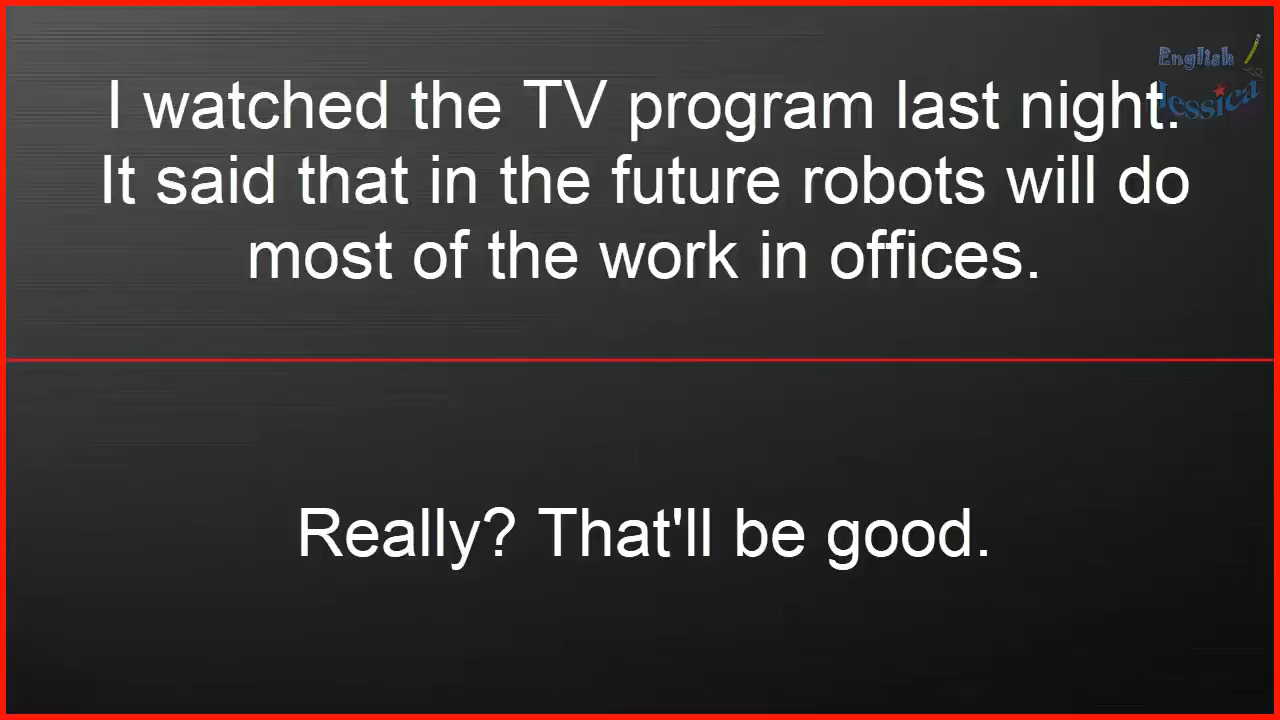 English
Jessica
I watched the TV program last night.
It said that in the future robots will do
most of the work in offices.
Really? That'll be good.